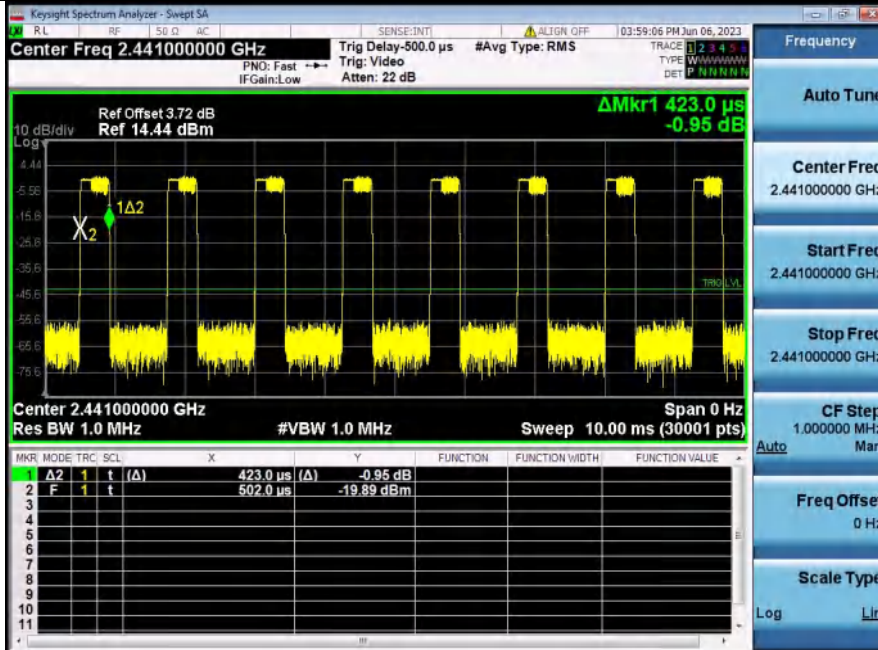 Keysight Spectrum Analyzer - Swept SA
RL RF 50 Ω AC SENSE:INT ALIGN OFF 03:59:06 PM Jun 06, 2023
Center Freq 2.441000000 GHz
PNO: Fast
IFGain:Low
Trig Delay-500.0 µs
Trig: Video
Atten: 22 dB
#Avg Type: RMS
TRACE 1 2 3 4 5 6
TYPE W
DET P N N N N N
Frequency
Auto Tune
Center Freq
2.441000000 GHz
Start Freq
2.441000000 GHz
Stop Freq
2.441000000 GHz
CF Step
1.000000 MHz
Auto Man
Freq Offset
0 Hz
Scale Type
Log Lin
ΔMkr1 423.0 µs
-0.95 dB
Ref Offset 3.72 dB
10 dB/div Ref 14.44 dBm
Log
4.44
-5.56
-15.6
-25.6
-35.6
-45.6
-55.6
-65.6
-75.6
1Δ2
X2
TRIG LVL
Center 2.441000000 GHz Span 0 Hz
Res BW 1.0 MHz #VBW 1.0 MHz Sweep 10.00 ms (30001 pts)
MKR MODE TRC SCL X Y FUNCTION FUNCTION WIDTH FUNCTION VALUE
1 Δ2 1 t (Δ) 423.0 µs (Δ) -0.95 dB
2 F 1 t 502.0 µs -19.89 dBm
3
4
5
6
7
8
9
10
11